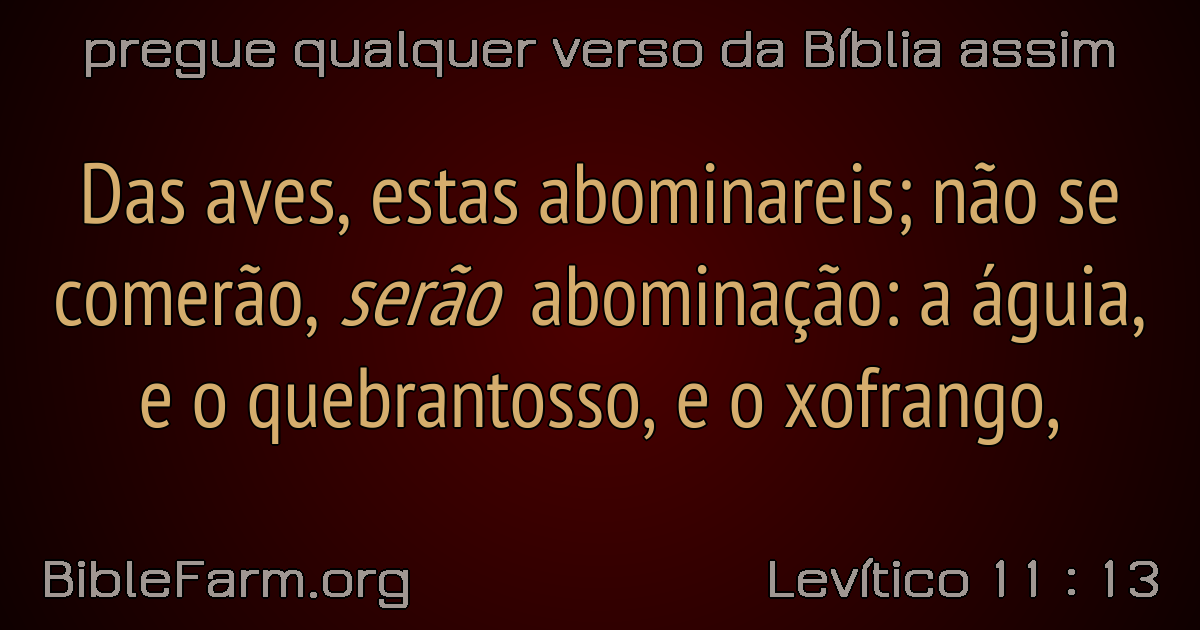 pregue qualquer verso da Bíblia assim
Das aves, estas abominareis; não se
comerão, serão abominação: a águia,
e o quebrantosso, e o xofrango,
BibleFarm.org
Levítico 11 : 13